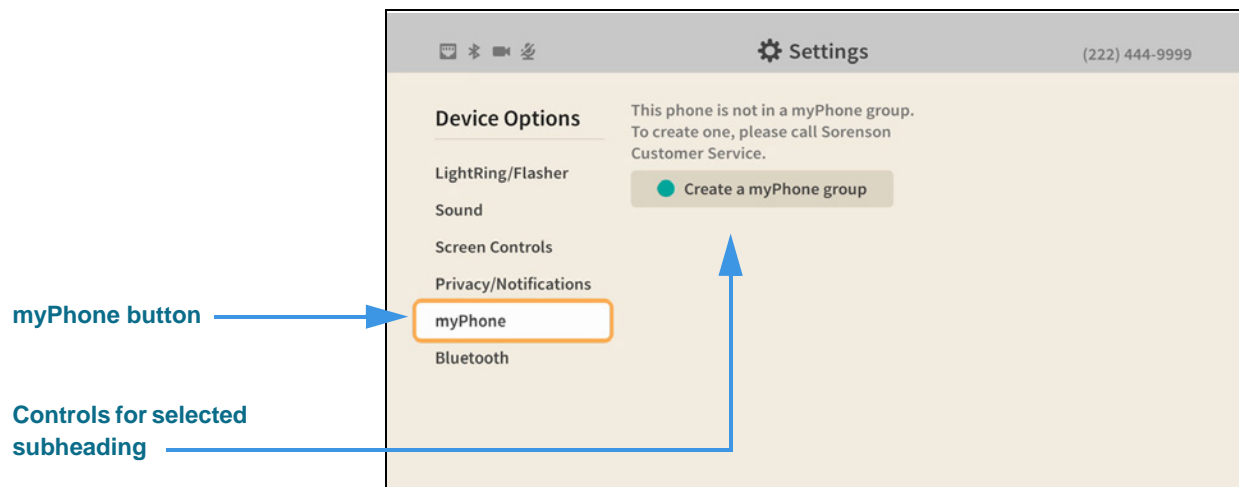 Settings
(222) 444-9999
Device Options
LightRing/Flasher
Sound
Screen Controls
Privacy/Notifications
myPhone
Bluetooth
This phone is not in a myPhone group.
To create one, please call Sorenson
Customer Service.
Create a myPhone group
myPhone button
Controls for selected
subheading